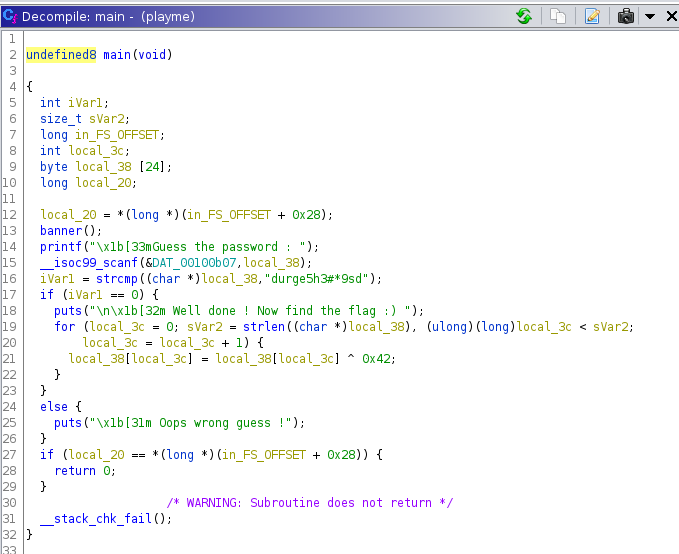 Decompile: main - (playme)
1
2 undefined8 main(void)
3
4 {
5 int iVar1;
6 size_t sVar2;
7 long in_FS_OFFSET;
8 int local_3c;
9 byte local_38 [24];
10 long local_20;
11
12 local_20 = *(long *)(in_FS_OFFSET + 0x28);
13 banner();
14 printf("\x1b[33mGuess the password : ");
15 __isoc99_scanf(&DAT_00100b07,local_38);
16 iVar1 = strcmp((char *)local_38,"durge5h3#*9sd");
17 if (iVar1 == 0) {
18 puts("\n\x1b[32m Well done ! Now find the flag :) ");
19 for (local_3c = 0; sVar2 = strlen((char *)local_38), (ulong)(long)local_3c < sVar2;
20 local_3c = local_3c + 1) {
21 local_38[local_3c] = local_38[local_3c] ^ 0x42;
22 }
23 }
24 else {
25 puts("\x1b[31m Oops wrong guess !");
26 }
27 if (local_20 == *(long *)(in_FS_OFFSET + 0x28)) {
28 return 0;
29 }
30 /* WARNING: Subroutine does not return */
31 __stack_chk_fail();
32 }
33